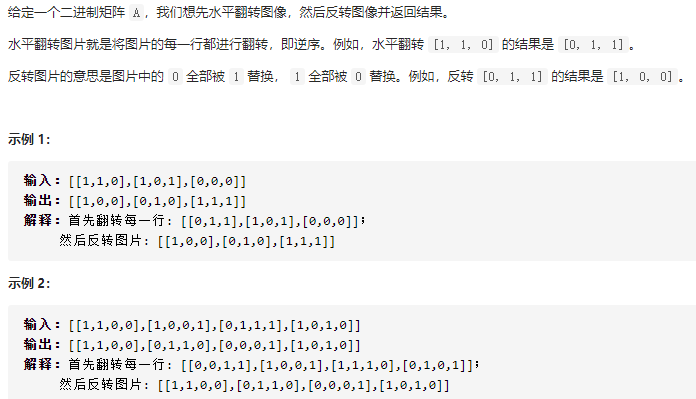 给定一个二进制矩阵 A，我们想先水平翻转图像，然后反转图像并返回结果。
水平翻转图片就是将图片的每一行都进行翻转，即逆序。例如，水平翻转 [1, 1, 0] 的结果是 [0, 1, 1]。
反转图片的意思是图片中的 0 全部被 1 替换， 1 全部被 0 替换。例如，反转 [0, 1, 1] 的结果是 [1, 0, 0]。
示例 1：
输入：[[1,1,0],[1,0,1],[0,0,0]]
输出：[[1,0,0],[0,1,0],[1,1,1]]
解释：首先翻转每一行：[[0,1,1],[1,0,1],[0,0,0]]；
然后反转图片：[[1,0,0],[0,1,0],[1,1,1]]
示例 2：
输入：[[1,1,0,0],[1,0,0,1],[0,1,1,1],[1,0,1,0]]
输出：[[1,1,0,0],[0,1,1,0],[0,0,0,1],[1,0,1,0]]
解释：首先翻转每一行：[[0,0,1,1],[1,0,0,1],[1,1,1,0],[0,1,0,1]]；
然后反转图片：[[1,1,0,0],[0,1,1,0],[0,0,0,1],[1,0,1,0]]